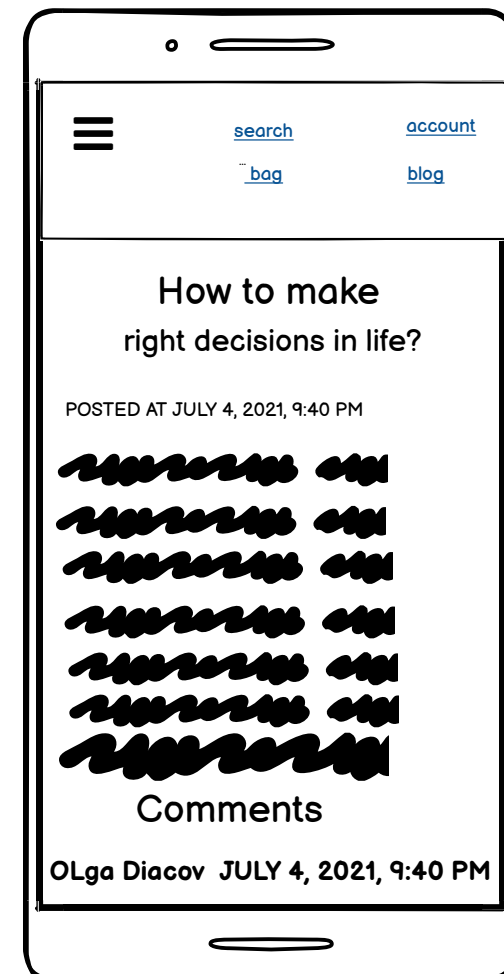 search account
... bag blog
How to make
right decisions in life?
POSTED AT JULY 4, 2021, 9:40 PM
Comments
OLga Diacov JULY 4, 2021, 9:40 PM